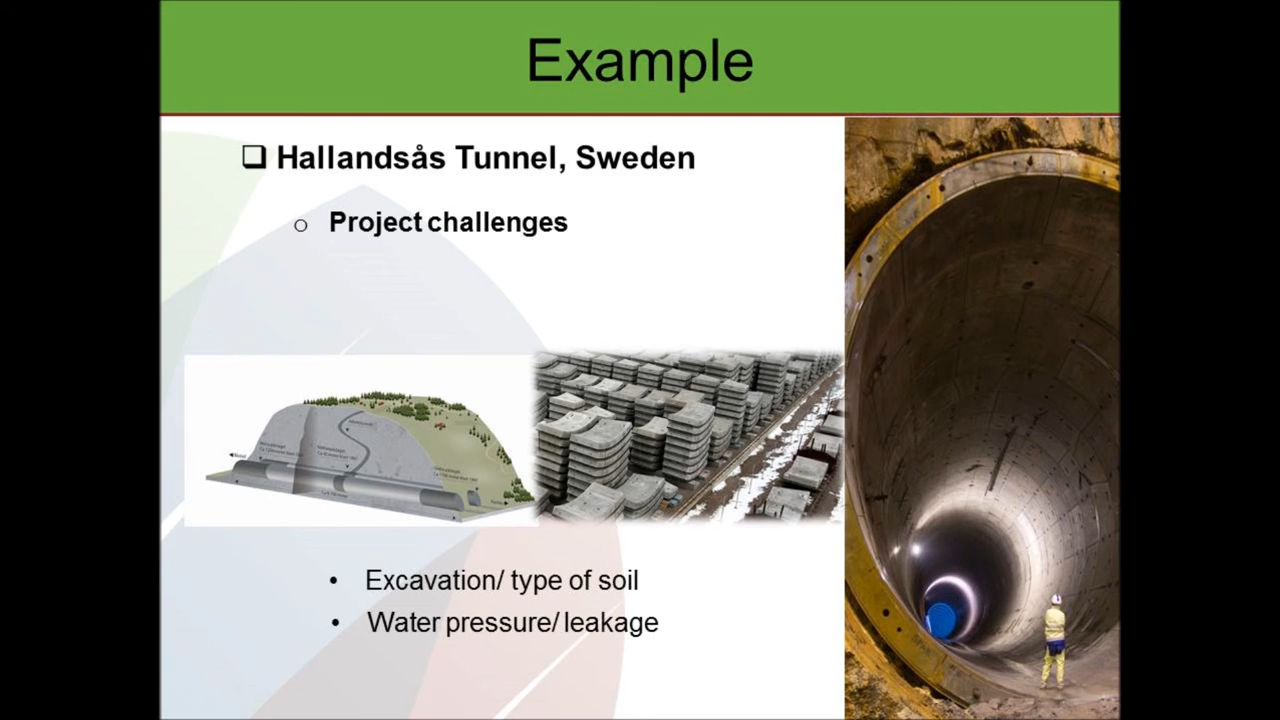 Example
Hallandsås Tunnel, Sweden
Project challenges
Excavation/ type of soil
Water pressure/ leakage